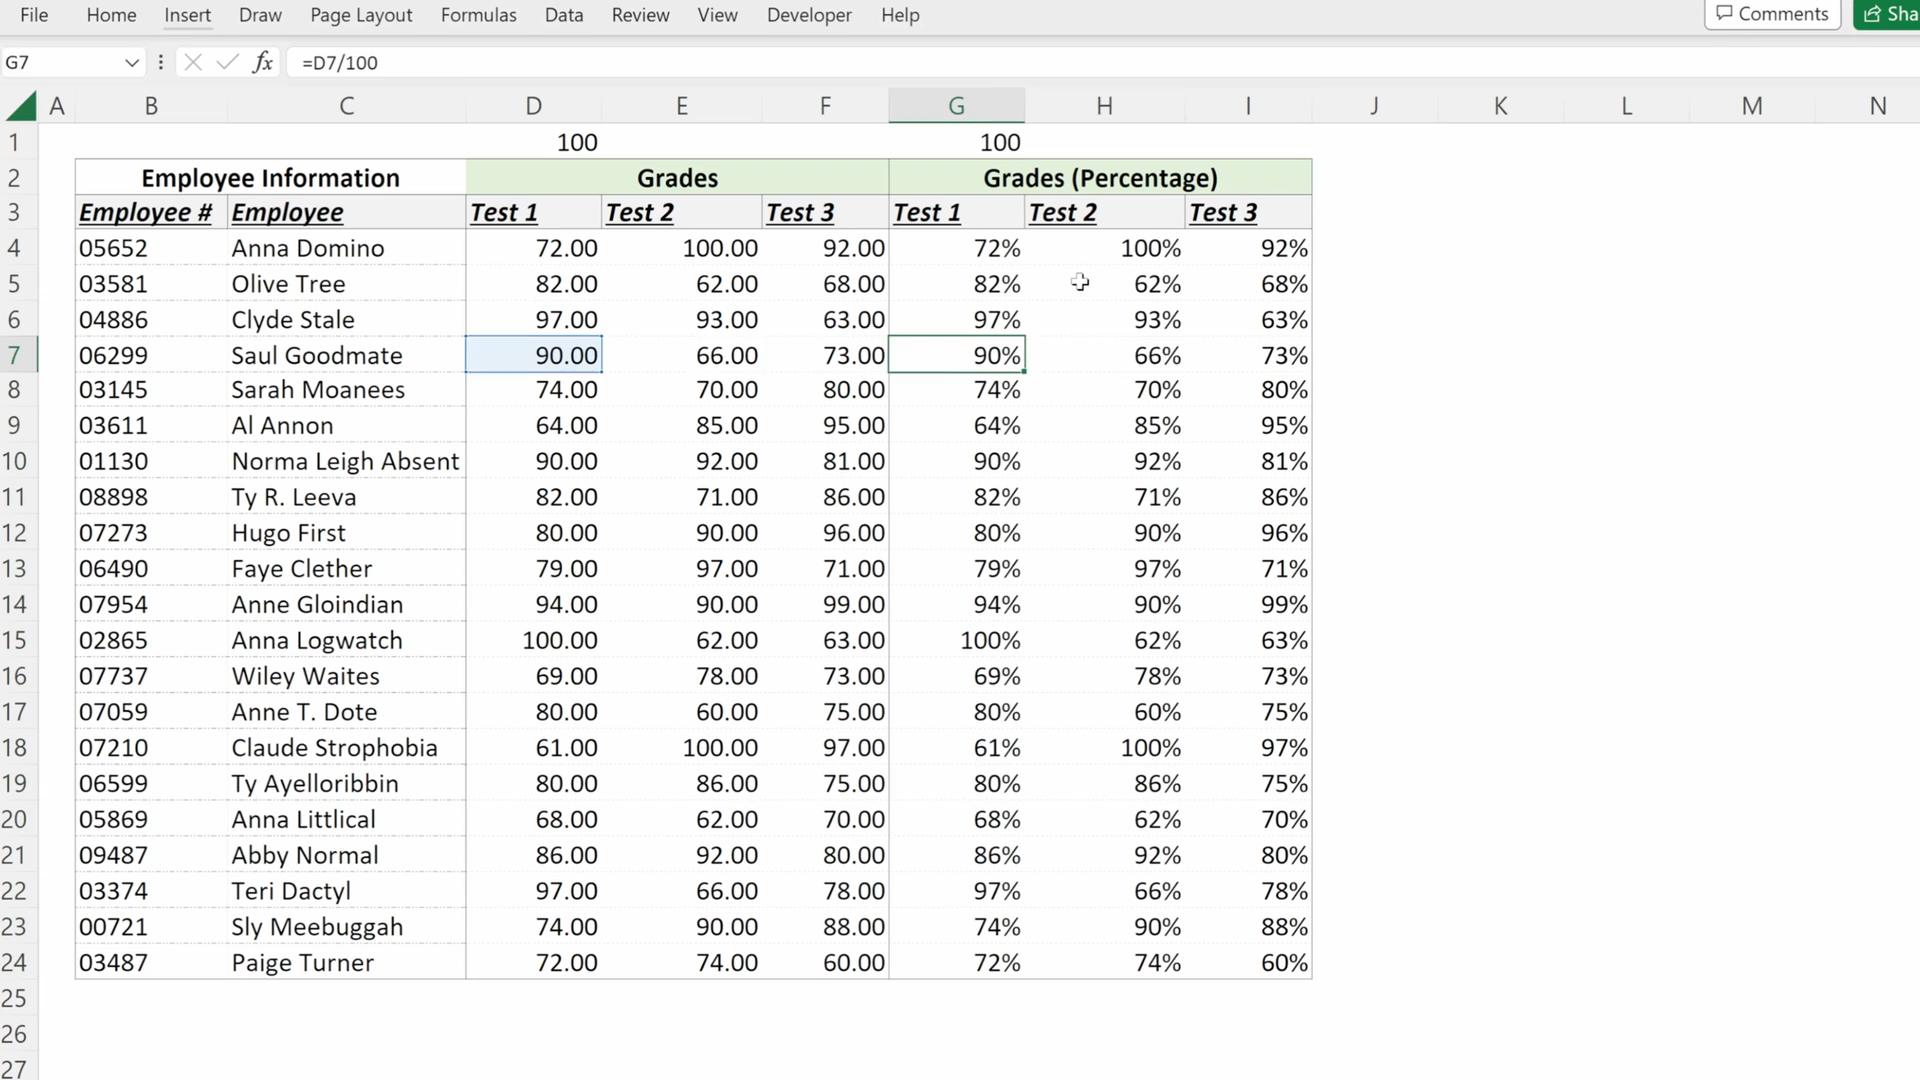 File Home Insert Draw Page Layout Formulas Data Review View Developer Help Comments Sha
G7 fx =D7/100
A B C D E F G H I J K L M N
1 100 100
2 Employee Information Grades Grades (Percentage)
3 Employee # Employee Test 1 Test 2 Test 3 Test 1 Test 2 Test 3
4 05652 Anna Domino 72.00 100.00 92.00 72% 100% 92%
5 03581 Olive Tree 82.00 62.00 68.00 82% 62% 68%
6 04886 Clyde Stale 97.00 93.00 63.00 97% 93% 63%
7 06299 Saul Goodmate 90.00 66.00 73.00 90% 66% 73%
8 03145 Sarah Moanees 74.00 70.00 80.00 74% 70% 80%
9 03611 Al Annon 64.00 85.00 95.00 64% 85% 95%
10 01130 Norma Leigh Absent 90.00 92.00 81.00 90% 92% 81%
11 08898 Ty R. Leeva 82.00 71.00 86.00 82% 71% 86%
12 07273 Hugo First 80.00 90.00 96.00 80% 90% 96%
13 06490 Faye Clether 79.00 97.00 71.00 79% 97% 71%
14 07954 Anne Gloindian 94.00 90.00 99.00 94% 90% 99%
15 02865 Anna Logwatch 100.00 62.00 63.00 100% 62% 63%
16 07737 Wiley Waites 69.00 78.00 73.00 69% 78% 73%
17 07059 Anne T. Dote 80.00 60.00 75.00 80% 60% 75%
18 07210 Claude Strophobia 61.00 100.00 97.00 61% 100% 97%
19 06599 Ty Ayelloribbin 80.00 86.00 75.00 80% 86% 75%
20 05869 Anna Littlical 68.00 62.00 70.00 68% 62% 70%
21 09487 Abby Normal 86.00 92.00 80.00 86% 92% 80%
22 03374 Teri Dactyl 97.00 66.00 78.00 97% 66% 78%
23 00721 Sly Meebuggah 74.00 90.00 88.00 74% 90% 88%
24 03487 Paige Turner 72.00 74.00 60.00 72% 74% 60%
25
26
27